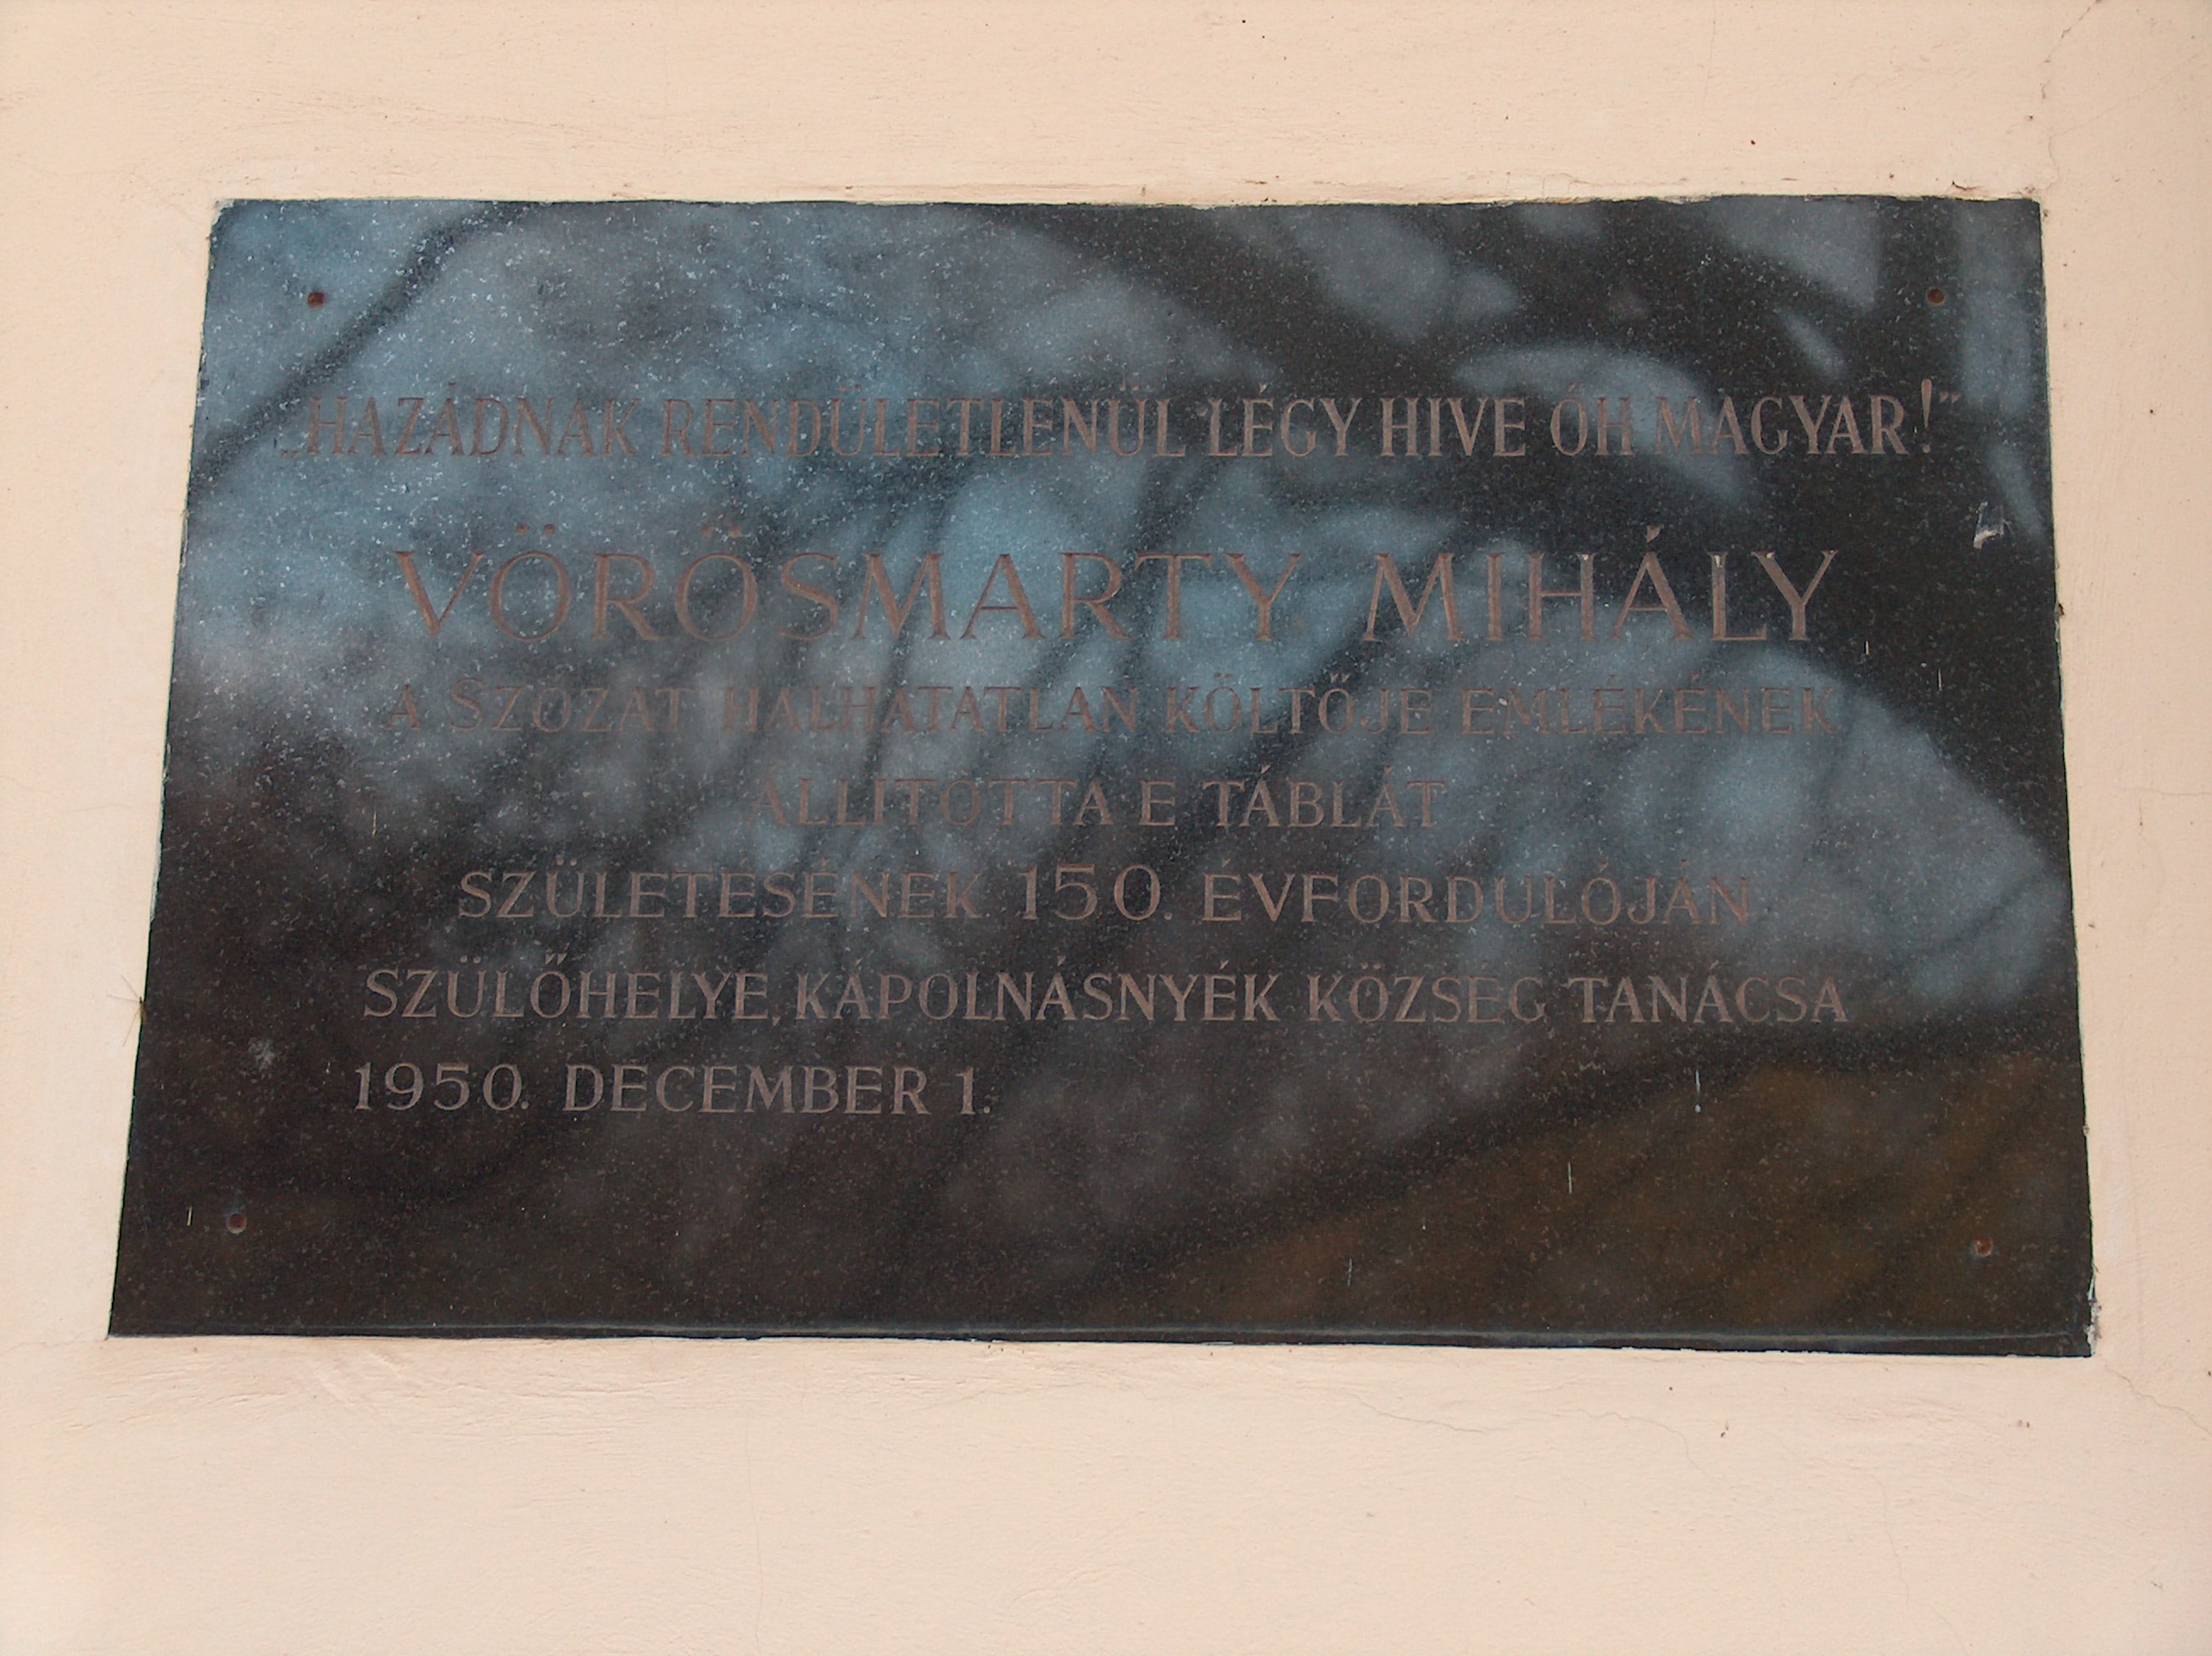 „HAZÁDNAK RENDÜLETLENÜL LÉGY HIVE ÓH MAGYAR!”
VÖRÖSMARTY MIHÁLY
A SZÓZAT HALHATATLAN KÖLTŐJE EMLÉKÉNEK
ÁLLITOTTA E TÁBLÁT
SZÜLETÉSÉNEK 150. ÉVFORDULÓJÁN
SZÜLŐHELYE, KÁPOLNÁSNYÉK KÖZSÉG TANÁCSA
1950. DECEMBER 1.